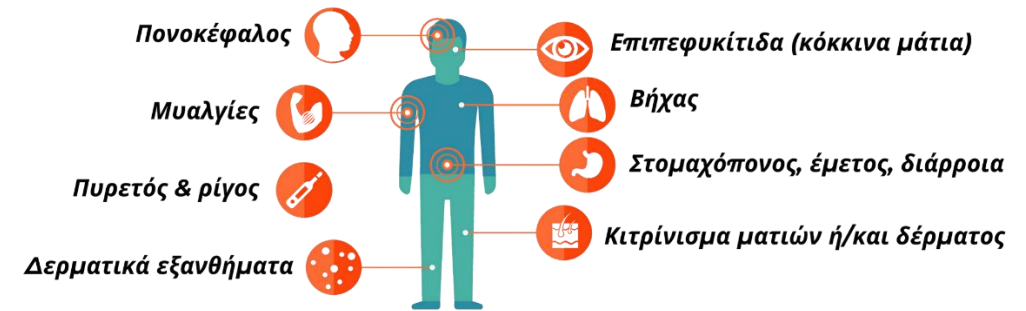 Πονοκέφαλος
Επιπεφυκίτιδα (κόκκινα μάτια)
Μυαλγίες
Βήχας
Στομαχόπονος, έμετος, διάρροια
Πυρετός & ρίγος
Κιτρίνισμα ματιών ή/και δέρματος
Δερματικά εξανθήματα